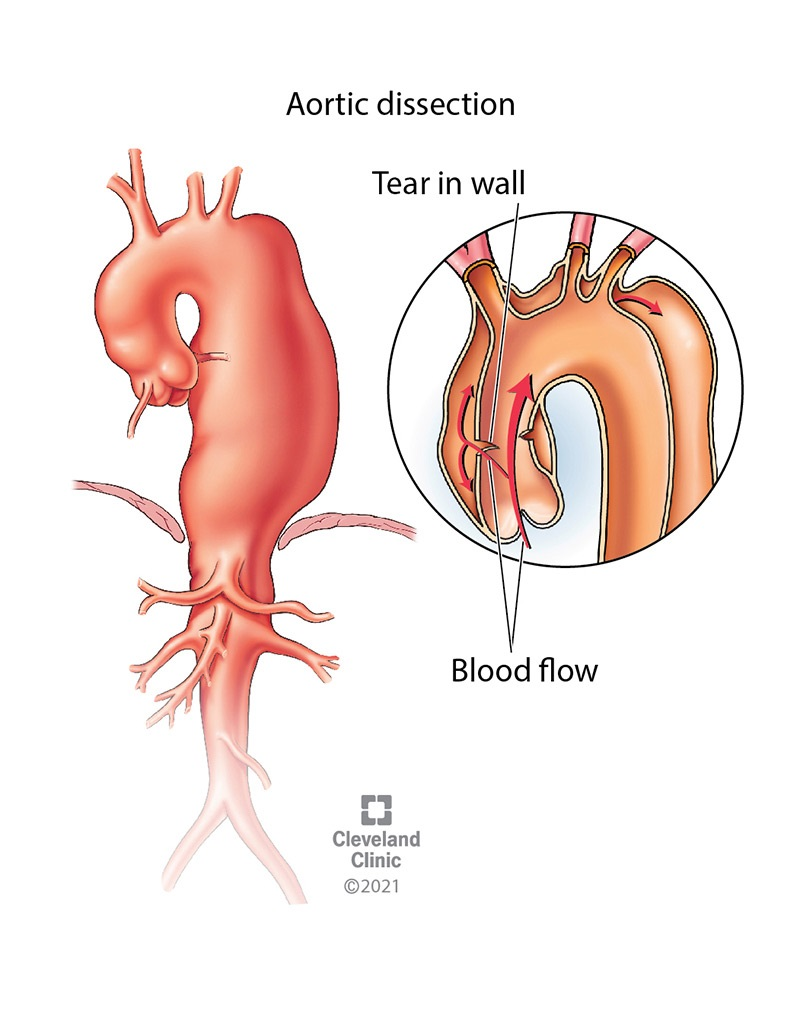 Aortic dissection
Tear in wall
Blood flow
Cleveland
Clinic
©2021